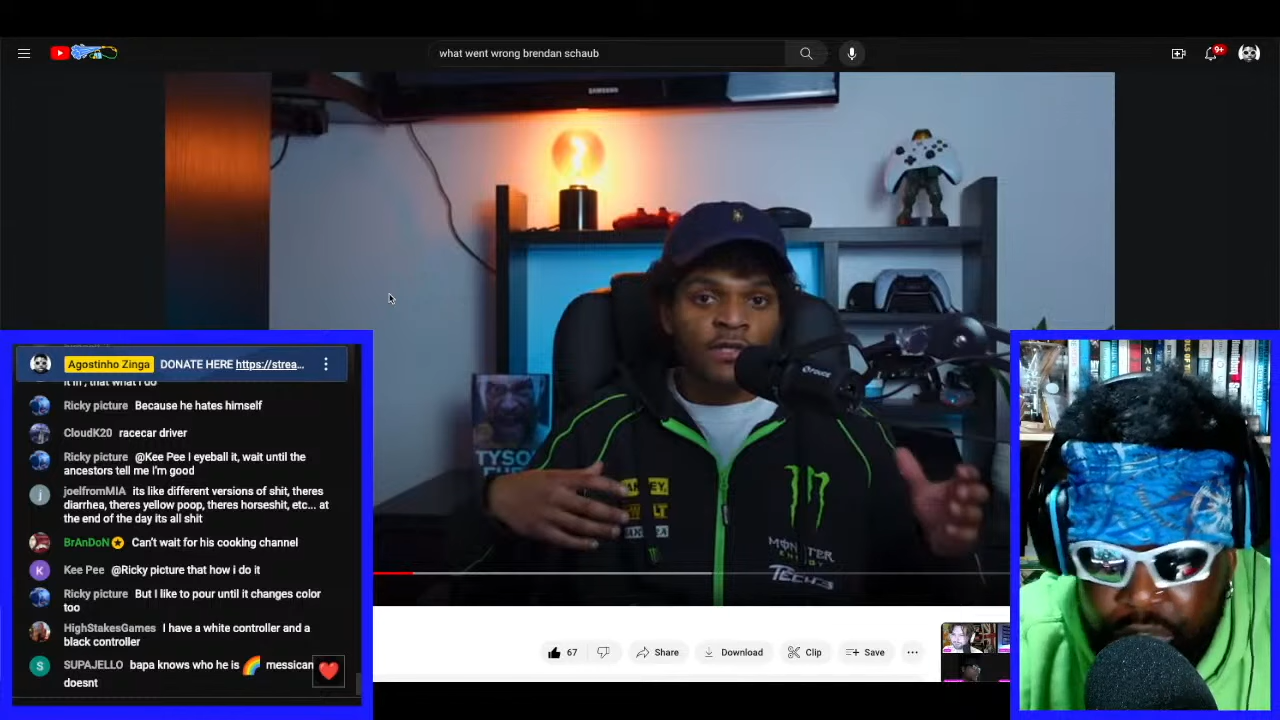 what went wrong brendan schaub
9+
SAMSUNG
TYSON
MONSTER
ENERGY
TECH3
67
Share
Download
Clip
Save
Agostinho Zinga DONATE HERE https://strea...
it in , that what i do
Ricky picture Because he hates himself
CloudK20 racecar driver
Ricky picture @Kee Pee I eyeball it, wait until the
ancestors tell me I'm good
joelfromMIA its like different versions of shit, theres
diarrhea, theres yellow poop, theres horseshit, etc... at
the end of the day its all shit
BrAnDoN Can't wait for his cooking channel
Kee Pee @Ricky picture that how i do it
Ricky picture But I like to pour until it changes color
too
HighStakesGames I have a white controller and a
black controller
SUPAJELLO bapa knows who he is 🌈 messican
doesnt